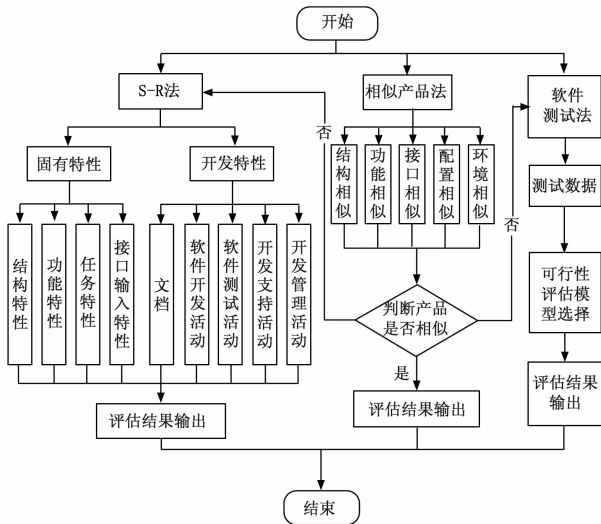 开始
S-R法
相似产品法
软件
测试法
否
否
固有特性
开发特性
结构相似
功能相似
接口相似
配置相似
环境相似
测试数据
结构特性
功能特性
任务特性
接口输入特性
文档
软件开发活动
软件测试活动
开发支持活动
开发管理活动
判断产品
是否相似
可行性
评估模
型选择
是
评估结果输出
评估结果输出
评估结果
输出
结束